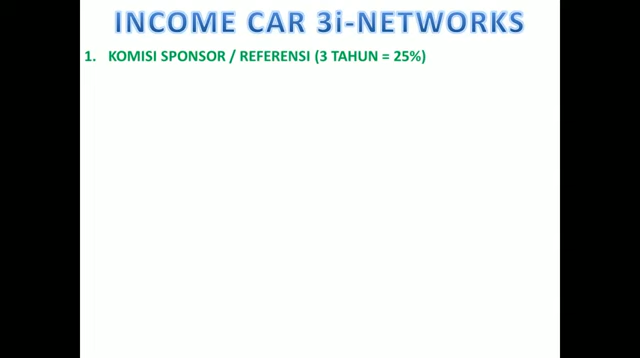 INCOME CAR 3i-NETWORKS
1. KOMISI SPONSOR / REFERENSI (3 TAHUN = 25%)